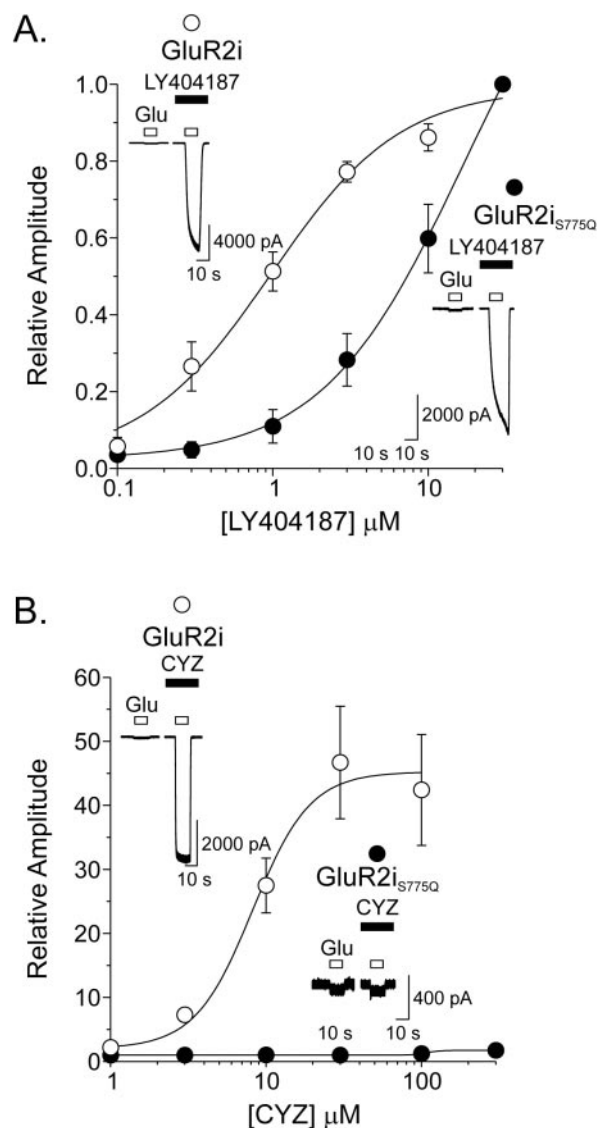 A.
GluR2i
LY404187
Glu
4000 pA
10 s
GluR2iS775Q
LY404187
Glu
2000 pA
10 s 10 s
Relative Amplitude
1.0
0.8
0.6
0.4
0.2
0.0
0.1
1
10
[LY404187] μM
B.
GluR2i
CYZ
Glu
2000 pA
10 s
GluR2iS775Q
CYZ
Glu
400 pA
10 s
10 s
Relative Amplitude
60
50
40
30
20
10
0
1
10
100
[CYZ] μM